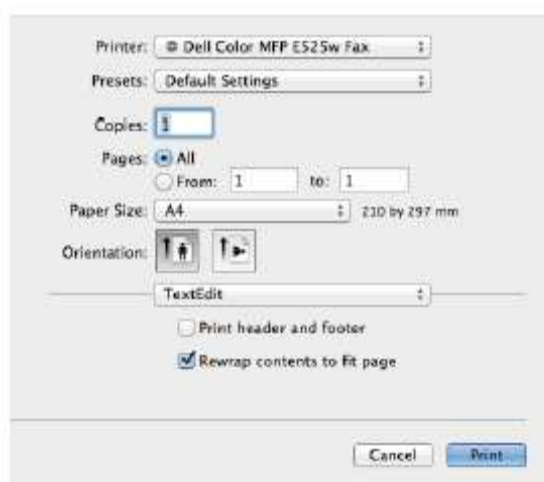 Printer: Dell Color MFP E525w Fax
Presets: Default Settings
Copies: 1
Pages: All
From: 1 to: 1
Paper Size: A4 210 by 297 mm
Orientation:
TextEdit
Print header and footer
Rewrap contents to fit page
Cancel Print